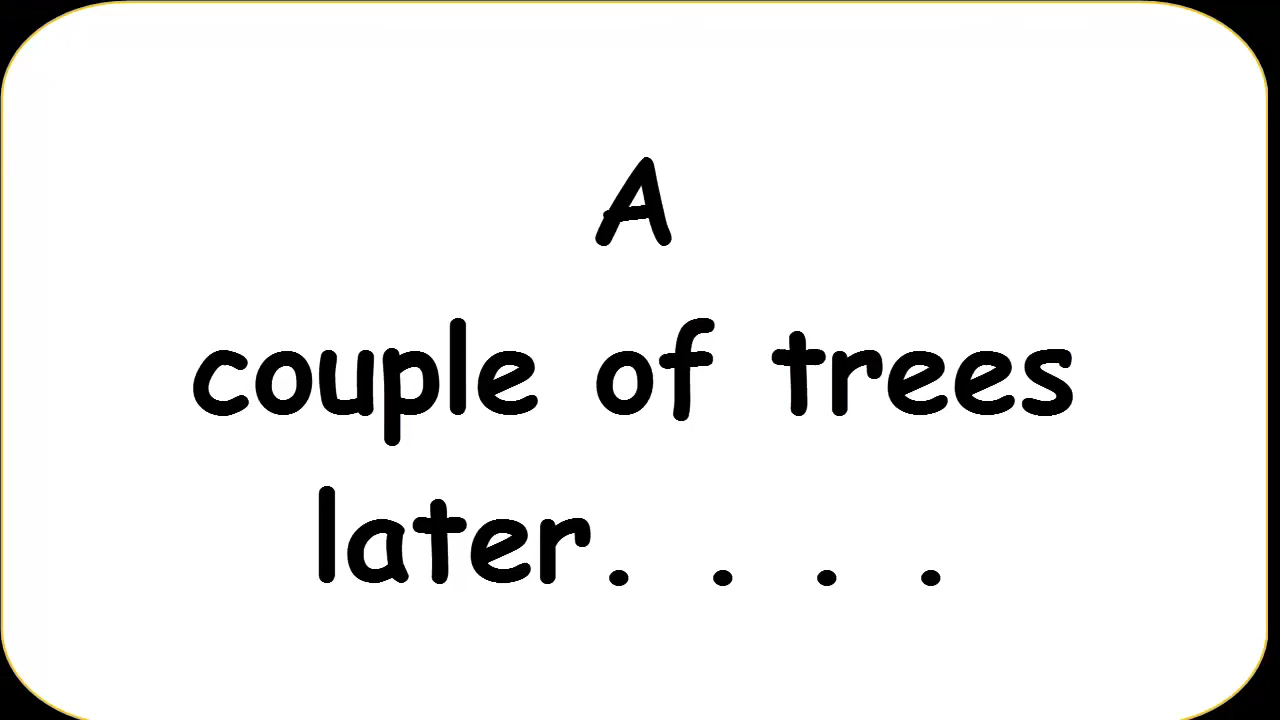 A
couple of trees
later. . . .